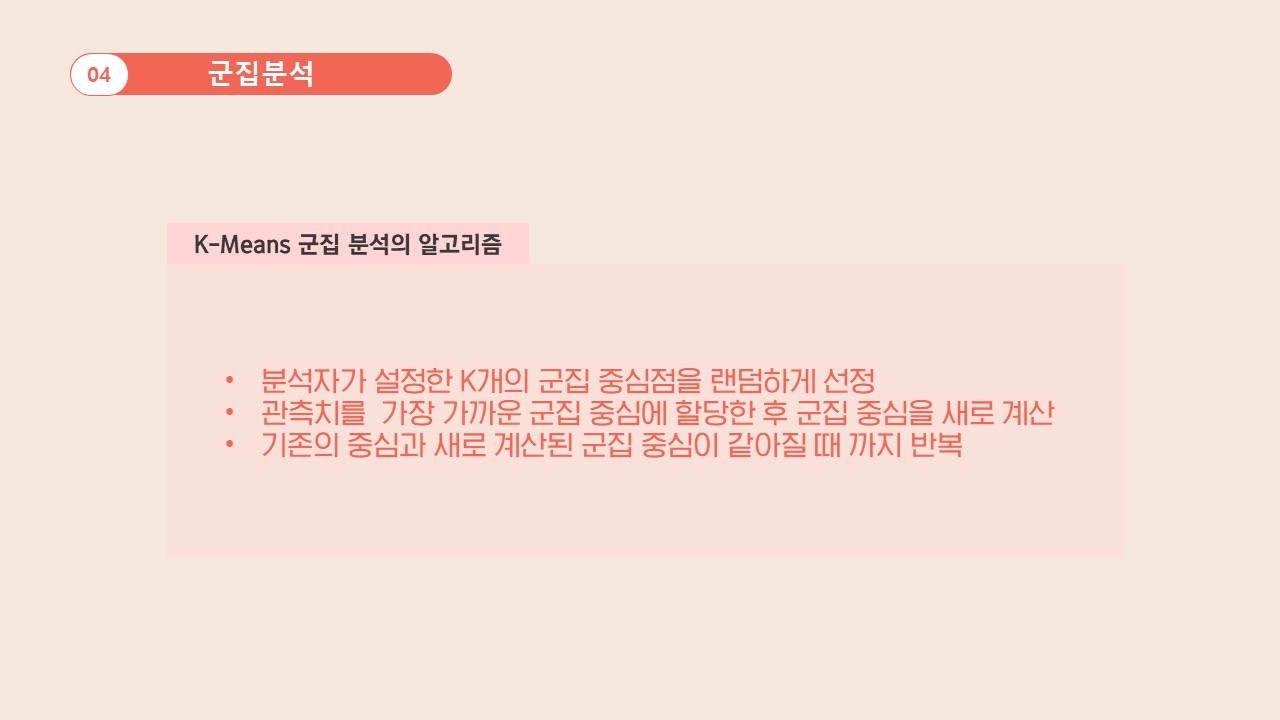 04
군집분석
K-Means 군집 분석의 알고리즘
• 분석자가 설정한 K개의 군집 중심점을 랜덤하게 선정
• 관측치를  가장 가까운 군집 중심에 할당한 후 군집 중심을 새로 계산
• 기존의 중심과 새로 계산된 군집 중심이 같아질 때 까지 반복